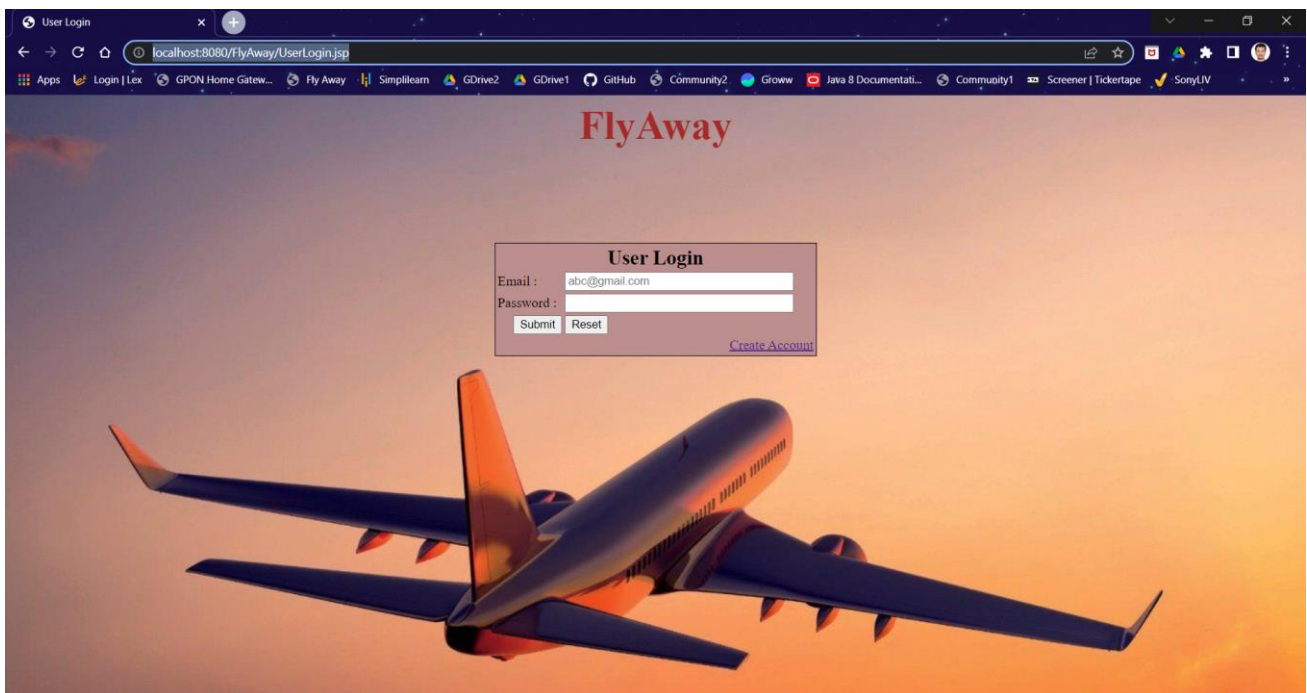 User Login
localhost:8080/FlyAway/UserLogin.jsp
Apps Login | Lex GPON Home Gatew... Fly Away Simplilearn GDrive2 GDrive1 GitHub Community2 Groww Java 8 Documentati... Community1 Screener | Tickertape SonyLIV »
FlyAway
User Login
Email : abc@gmail.com
Password :
Submit Reset
Create Account